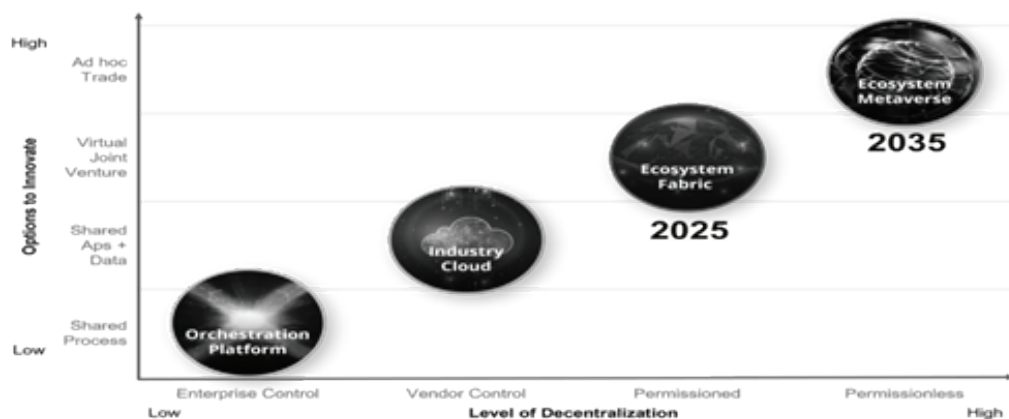 High
Ad hoc
Trade
Ecosystem
Metaverse
2035
Options to Innovate
Virtual
Joint
Venture
Ecosystem
Fabric
2025
Shared
Aps +
Data
Industry
Cloud
Shared
Process
Orchestration
Platform
Low
Enterprise Control
Vendor Control
Permissioned
Permissionless
Low
Level of Decentralization
High